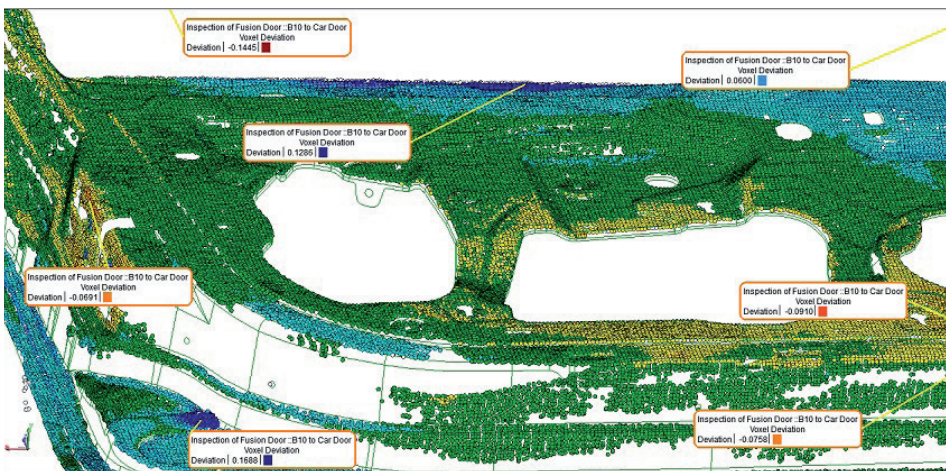 Inspection of Fusion Door ::B10 to Car Door
Voxel Deviation
Deviation | -0.1445 |
Inspection of Fusion Door ::B10 to Car Door
Voxel Deviation
Deviation | 0.0600 |
Inspection of Fusion Door ::B10 to Car Door
Voxel Deviation
Deviation | 0.1286 |
Inspection of Fusion Door ::B10 to Car Door
Voxel Deviation
Deviation | -0.0691 |
Inspection of Fusion Door ::B10 to Car Door
Voxel Deviation
Deviation | -0.0910 |
Inspection of Fusion Door ::B10 to Car Door
Voxel Deviation
Deviation | -0.0758 |
Inspection of Fusion Door ::B10 to Car Door
Voxel Deviation
Deviation | 0.1688 |